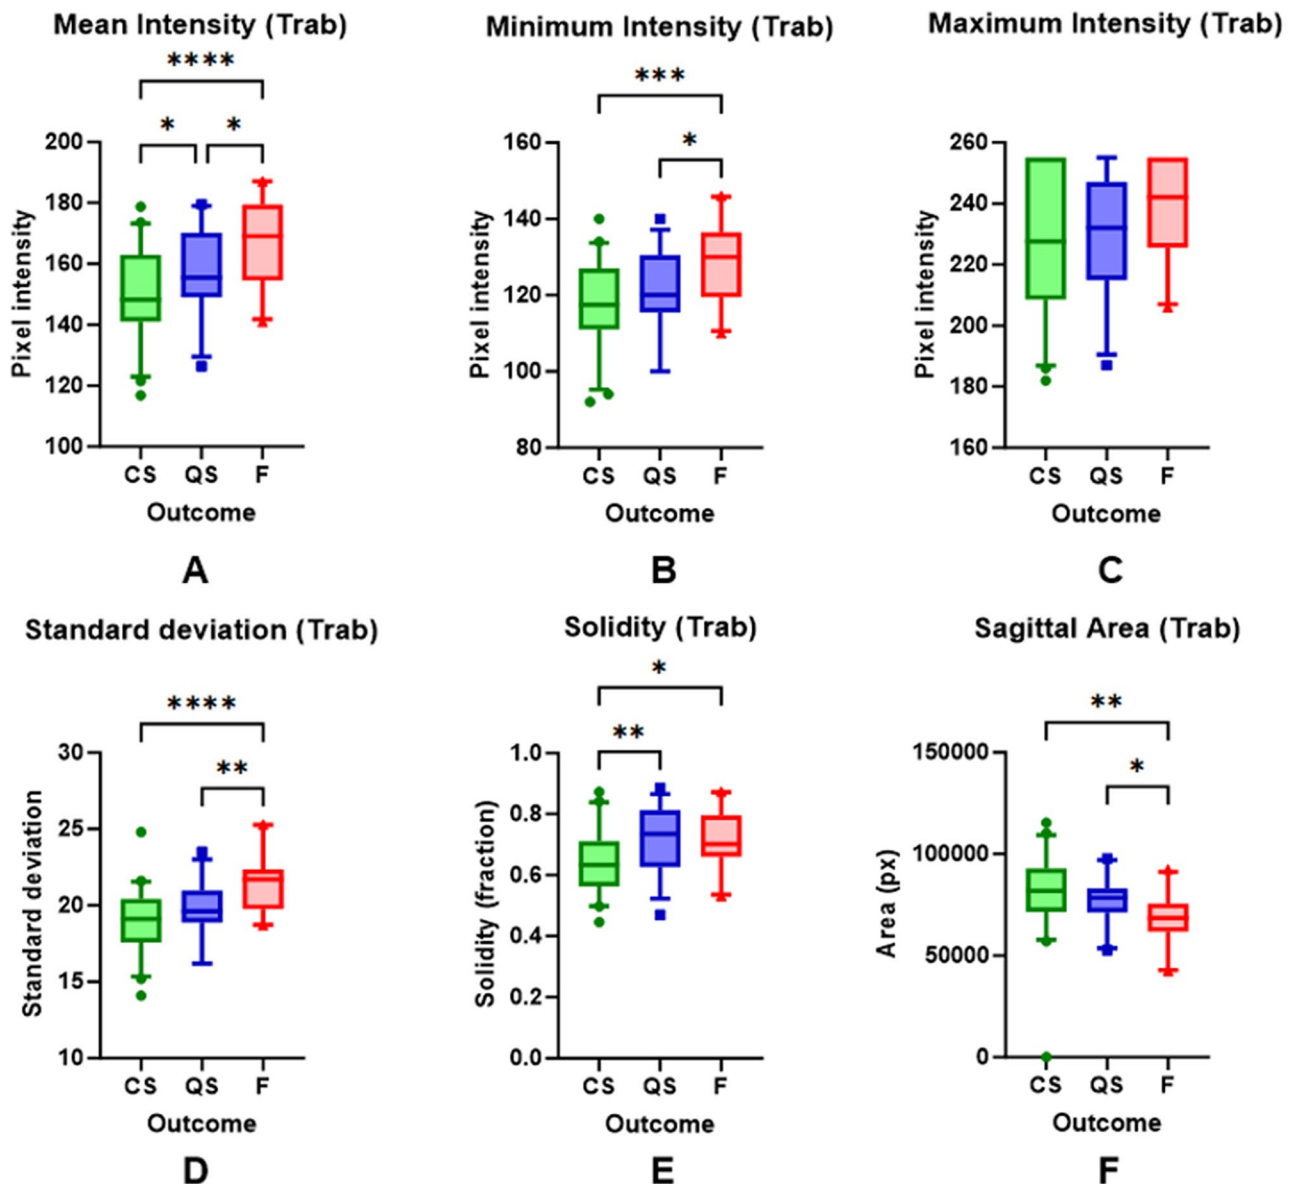 Mean Intensity (Trab)
****
*
*
Pixel intensity
200
180
160
140
120
100
CS QS F
Outcome
A
Minimum Intensity (Trab)
***
*
Pixel intensity
160
140
120
100
80
CS QS F
Outcome
B
Maximum Intensity (Trab)
Pixel intensity
260
240
220
200
180
160
CS QS F
Outcome
C
Standard deviation (Trab)
****
**
Standard deviation
30
25
20
15
10
CS QS F
Outcome
D
Solidity (Trab)
*
**
Solidity (fraction)
1.0
0.8
0.6
0.4
0.2
0.0
CS QS F
Outcome
E
Sagittal Area (Trab)
**
*
Area (px)
150000
100000
50000
0
CS QS F
Outcome
F